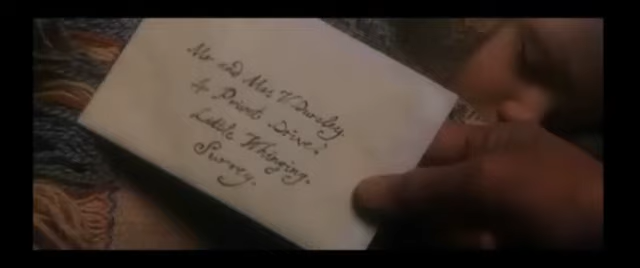 Mr and Mrs V Dursley
4 Privet Drive,
Little Whinging,
Surrey.